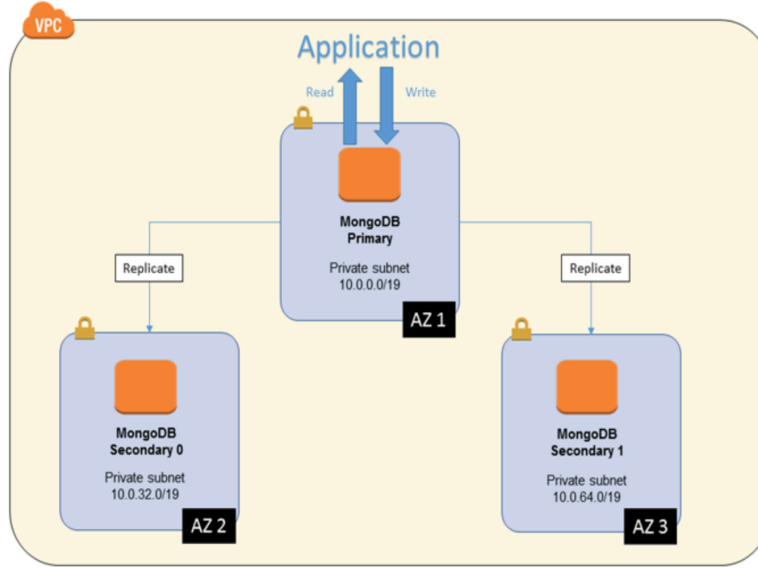 VPC
Application
Read
Write
MongoDB
Primary
Private subnet
10.0.0.0/19
AZ 1
Replicate
Replicate
MongoDB
Secondary 0
Private subnet
10.0.32.0/19
AZ 2
MongoDB
Secondary 1
Private subnet
10.0.64.0/19
AZ 3